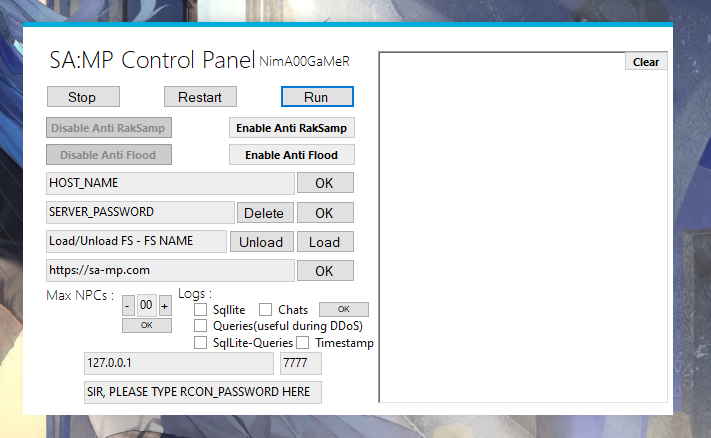 SA:MP Control Panel NimA00GaMeR
Clear
Stop Restart Run
Disable Anti RakSamp Enable Anti RakSamp
Disable Anti Flood Enable Anti Flood
HOST_NAME OK
SERVER_PASSWORD Delete OK
Load/Unload FS - FS NAME Unload Load
https://sa-mp.com OK
Max NPCs : Logs :
- 00 + Sqllite Chats OK
OK Queries(useful during DDoS)
SqlLite-Queries Timestamp
127.0.0.1 7777
SIR, PLEASE TYPE RCON_PASSWORD HERE